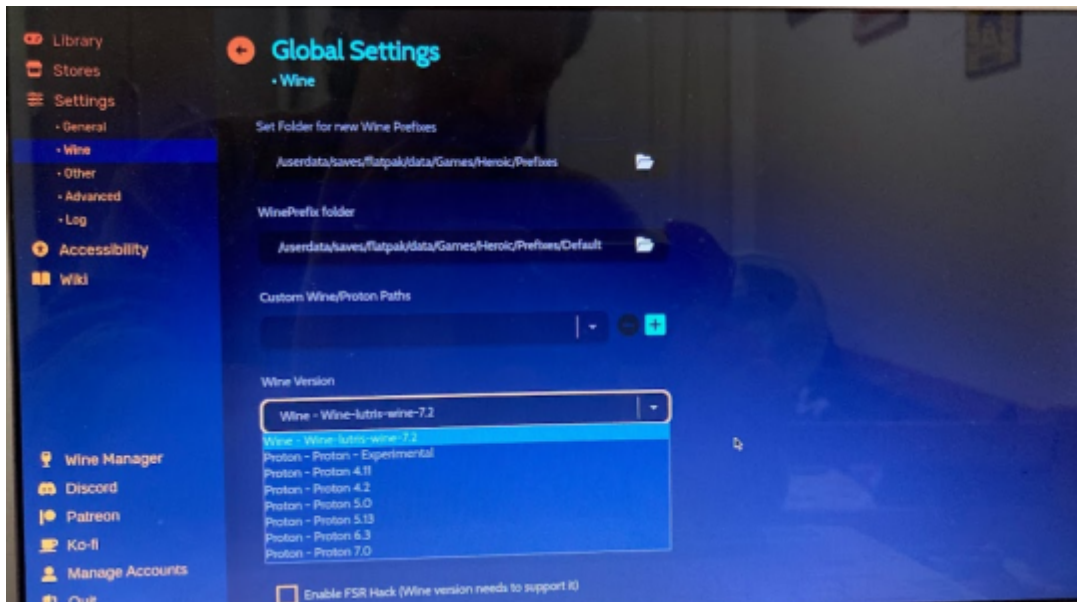 Library
Stores
Settings
• General
• Wine
• Other
• Advanced
• Log
Accessibility
Wiki
Wine Manager
Discord
Patreon
Ko-fi
Manage Accounts
Quit
Global Settings
• Wine
Set Folder for new Wine Prefixes
/userdata/saves/flatpak/data/Games/Heroic/Prefixes
WinePrefix folder
/userdata/saves/flatpak/data/Games/Heroic/Prefixes/Default
Custom Wine/Proton Paths
Wine Version
Wine - Wine-lutris-wine-7.2
Wine - Wine-lutris-wine-7.2
Proton - Proton - Experimental
Proton - Proton 4.11
Proton - Proton 4.2
Proton - Proton 5.0
Proton - Proton 5.13
Proton - Proton 6.3
Proton - Proton 7.0
Enable FSR Hack (Wine version needs to support it)